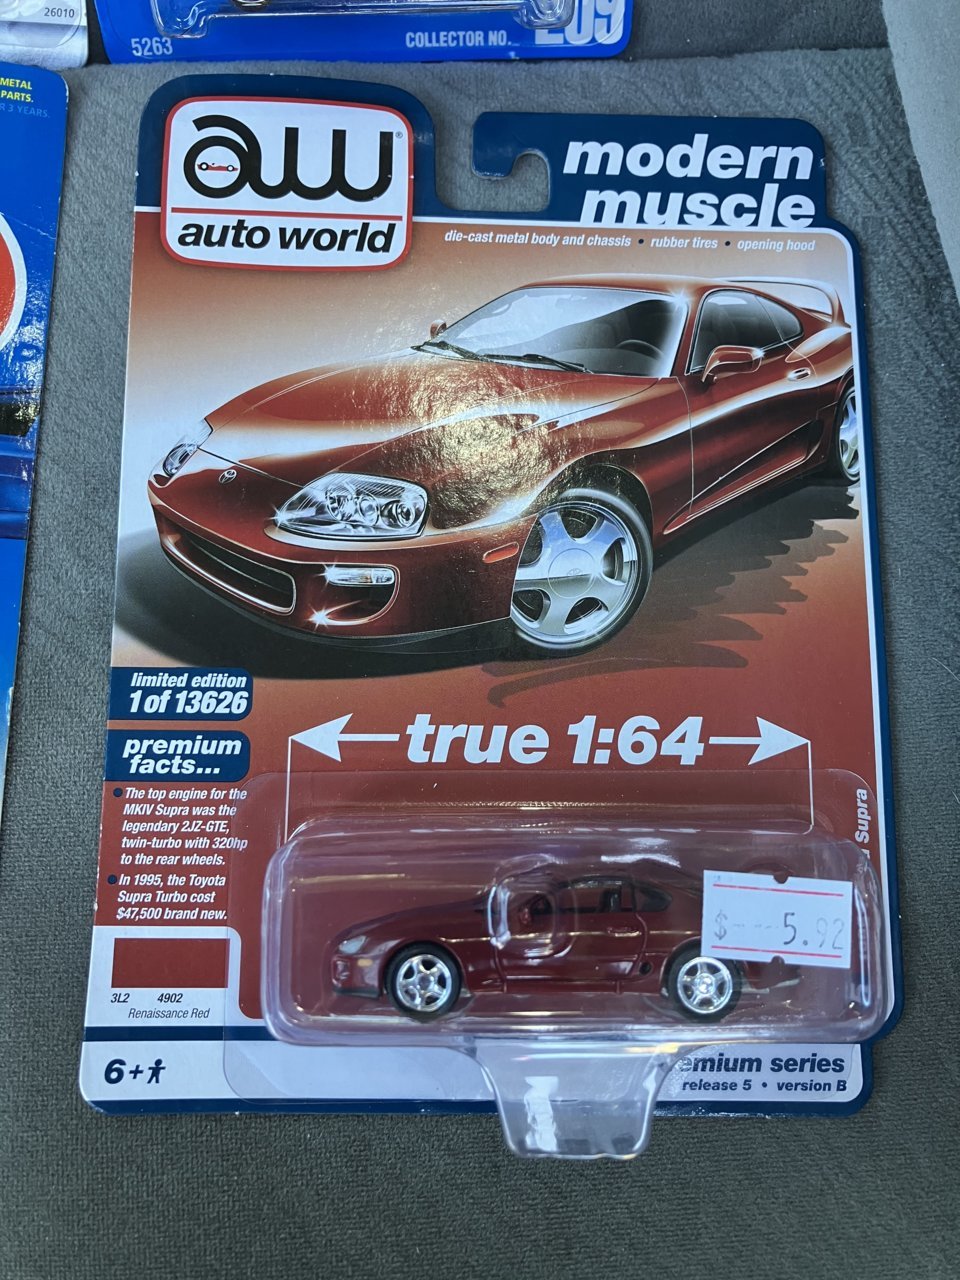 26010
5263
COLLECTOR NO.
209
METAL
PARTS.
R 3 YEARS.
aw®
auto world
modern
muscle
die-cast metal body and chassis • rubber tires • opening hood
limited edition
1 of 13626
true 1:64
premium
facts...
• The top engine for the
MKIV Supra was the
legendary 2JZ-GTE,
twin-turbo with 320hp
to the rear wheels.
• In 1995, the Toyota
Supra Turbo cost
$47,500 brand new.
Supra
$---5.92
3L2 4902
Renaissance Red
6+
emium series
release 5 • version B